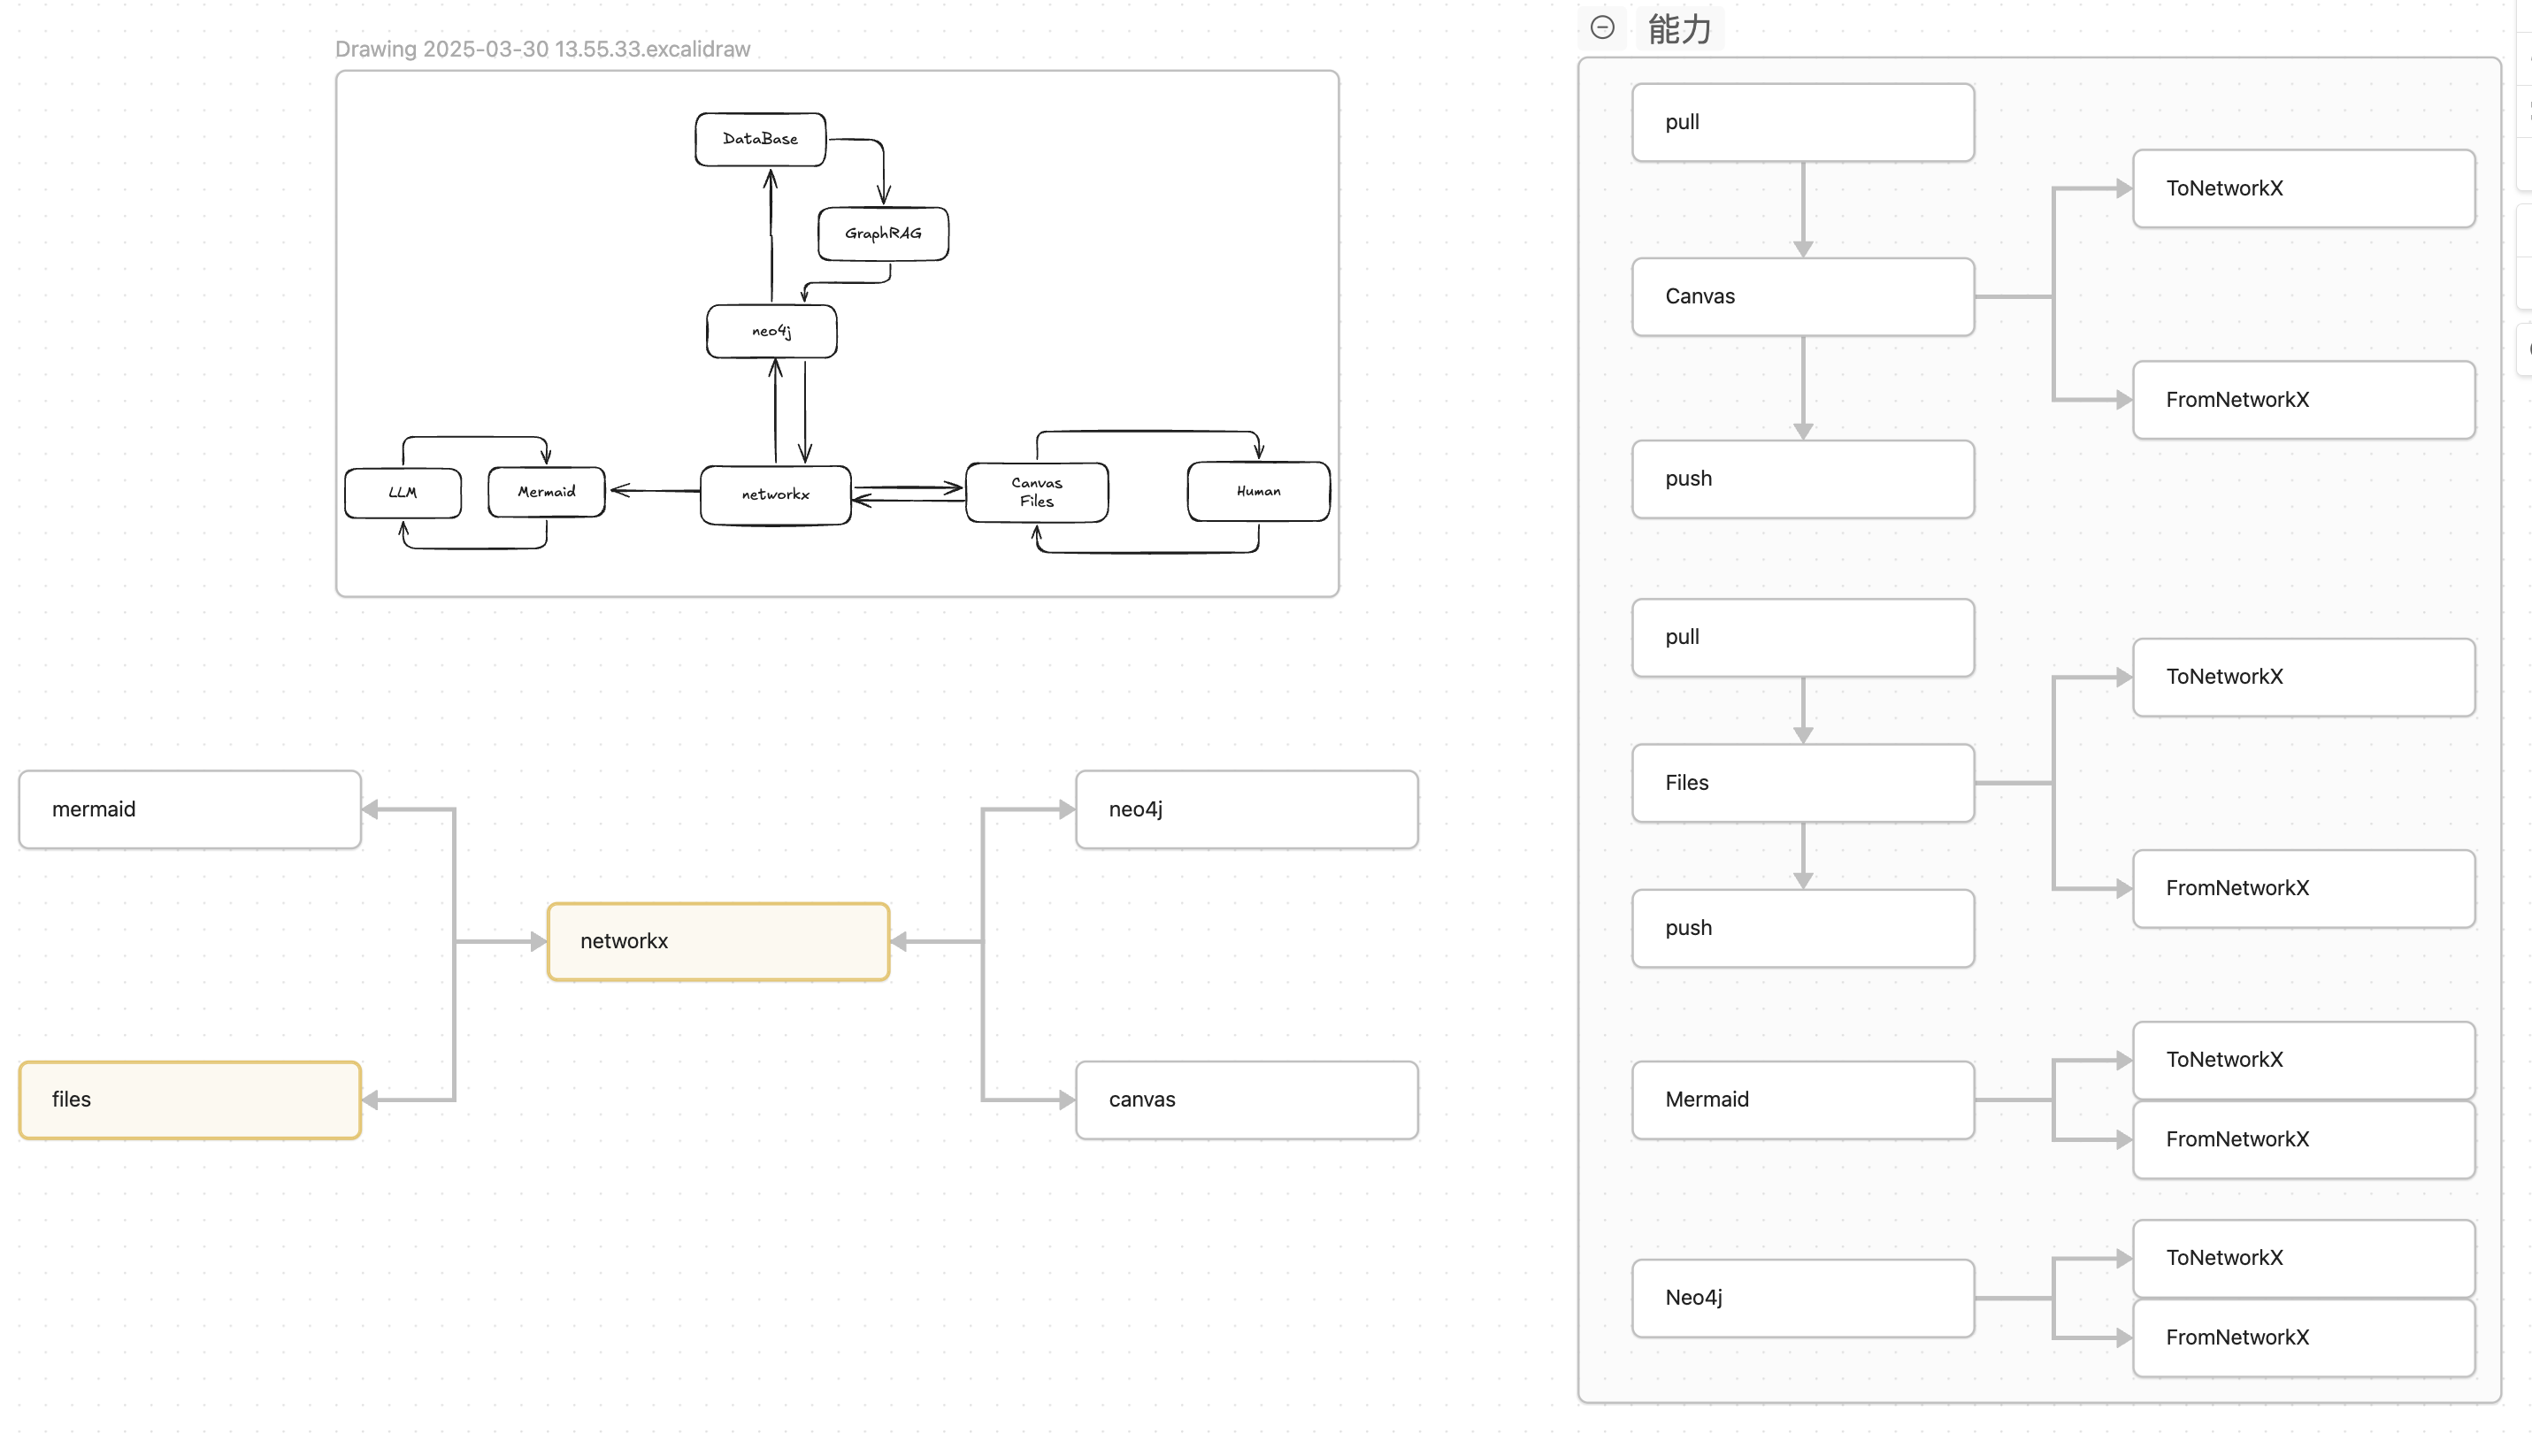 Drawing 2025-03-30 13.55.33.excalidraw
DataBase
GraphRAG
neo4j
LLM
Mermaid
networkx
Canvas
Files
Human
mermaid
files
networkx
neo4j
canvas
能力
pull
Canvas
push
ToNetworkX
FromNetworkX
pull
Files
push
ToNetworkX
FromNetworkX
Mermaid
ToNetworkX
FromNetworkX
Neo4j
ToNetworkX
FromNetworkX